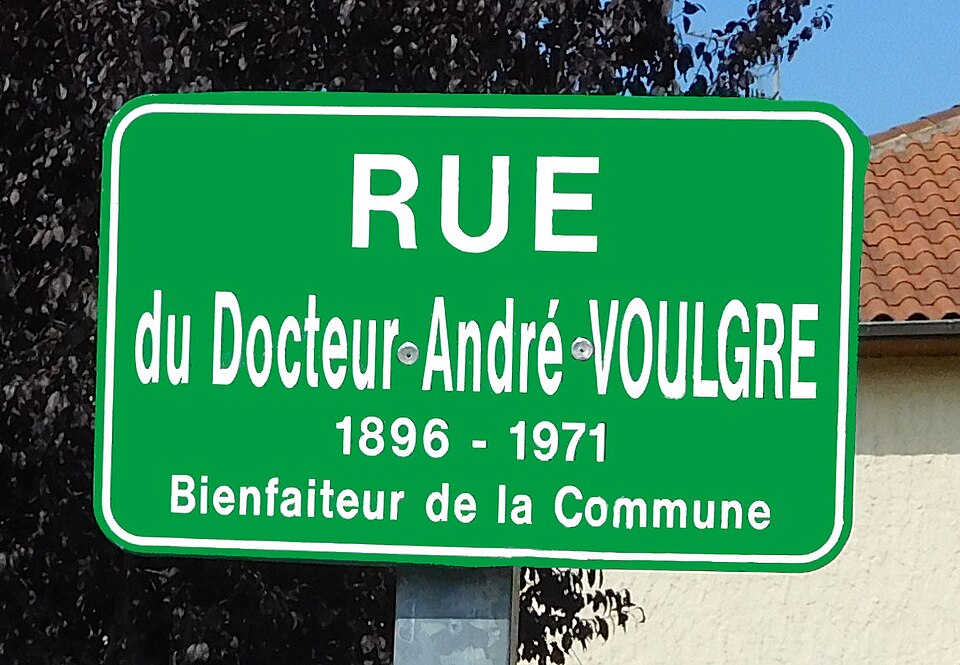 RUE
du Docteur André VOULGRE
1896 - 1971
Bienfaiteur de la Commune